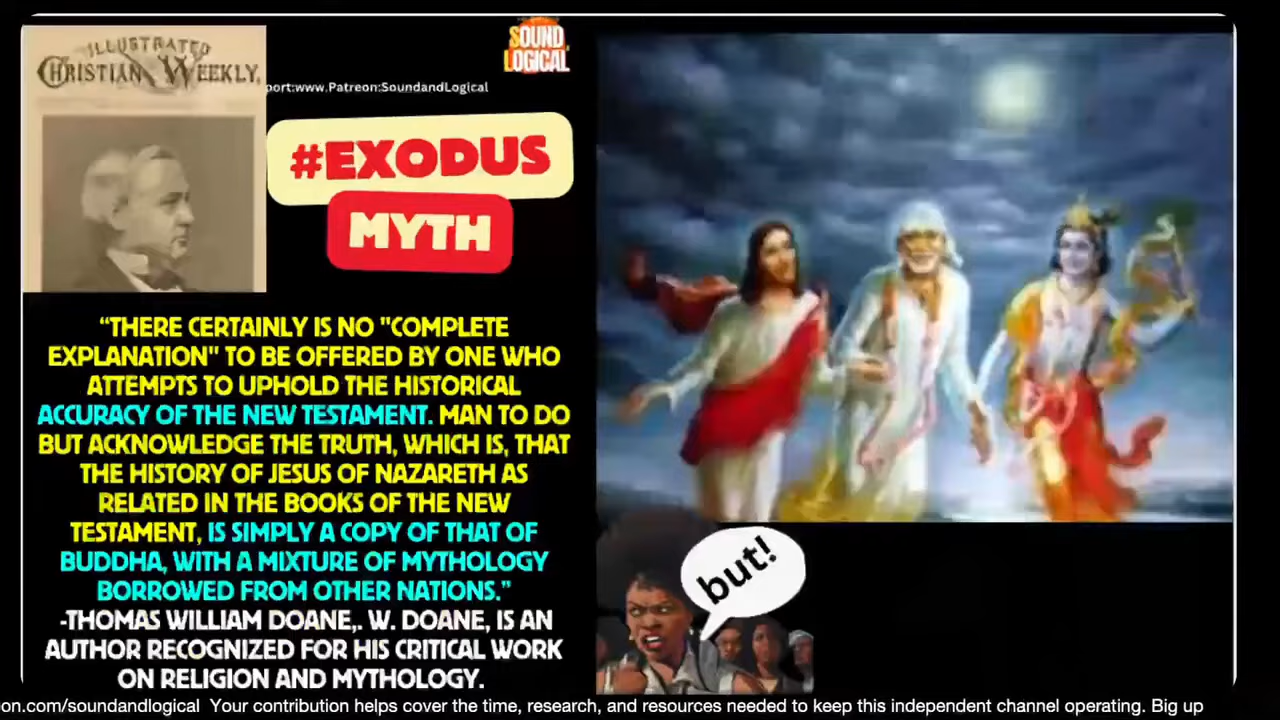 ILLUSTRATED
CHRISTIAN WEEKLY,
SOUND
LOGICAL
port:www.Patreon:SoundandLogical
#EXODUS
MYTH
“THERE CERTAINLY IS NO "COMPLETE
EXPLANATION" TO BE OFFERED BY ONE WHO
ATTEMPTS TO UPHOLD THE HISTORICAL
ACCURACY OF THE NEW TESTAMENT. MAN TO DO
BUT ACKNOWLEDGE THE TRUTH, WHICH IS, THAT
THE HISTORY OF JESUS OF NAZARETH AS
RELATED IN THE BOOKS OF THE NEW
TESTAMENT, IS SIMPLY A COPY OF THAT OF
BUDDHA, WITH A MIXTURE OF MYTHOLOGY
BORROWED FROM OTHER NATIONS.”
-THOMAS WILLIAM DOANE,. W. DOANE, IS AN
AUTHOR RECOGNIZED FOR HIS CRITICAL WORK
ON RELIGION AND MYTHOLOGY.
but!
on.com/soundandlogical Your contribution helps cover the time, research, and resources needed to keep this independent channel operating. Big up